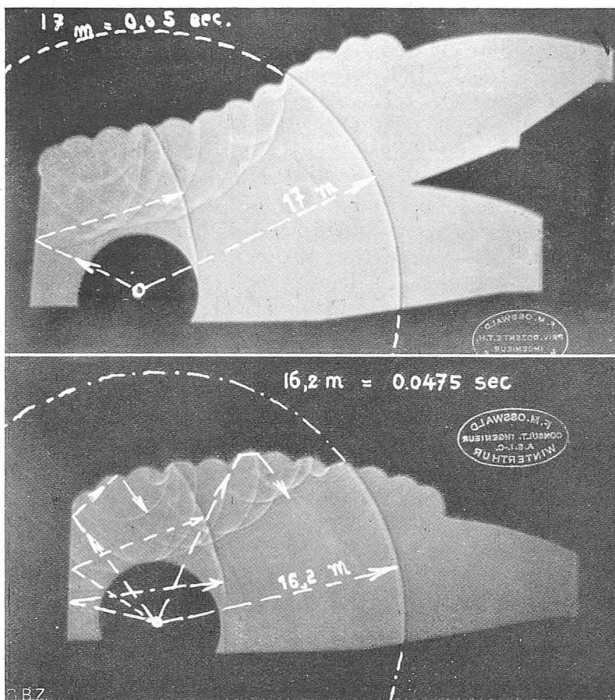 17 m = 0,05 sec.
17 m
F. M. OSSWALD
PRIV. DOZENT E.T.H.
INGENIEUR
16,2 m = 0.0475 sec
F. M. OSSWALD
CONSULT. INGENIEUR
S.I.A.
WINTERTHUR
16,2 m